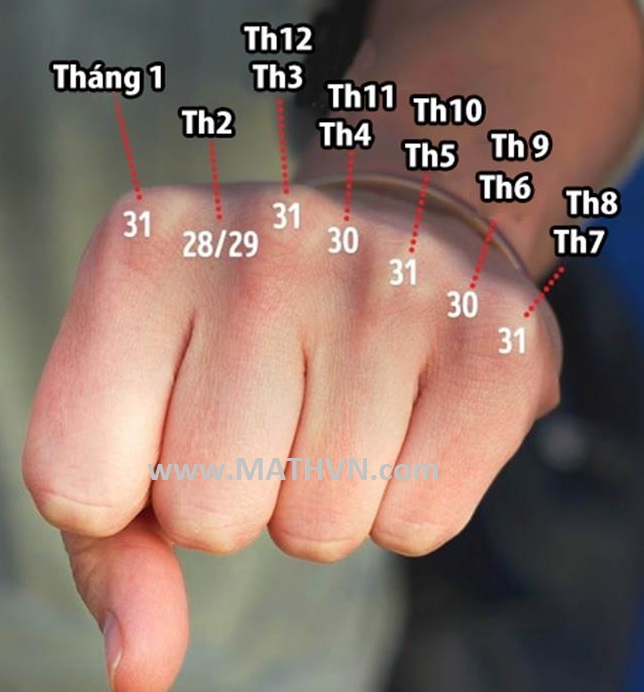 Tháng 1
Th2
Th12
Th3
Th11
Th4
Th10
Th5
Th 9
Th6
Th8
Th7
31
28/29
31
30
31
30
31
www.MATHVN.com